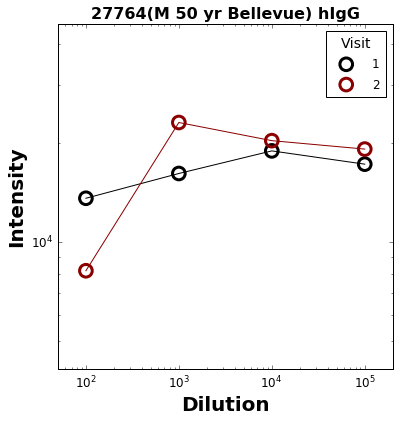 27764(M 50 yr Bellevue) hIgG
Visit
1
2
Intensity
10^4
10^2 10^3 10^4 10^5
Dilution